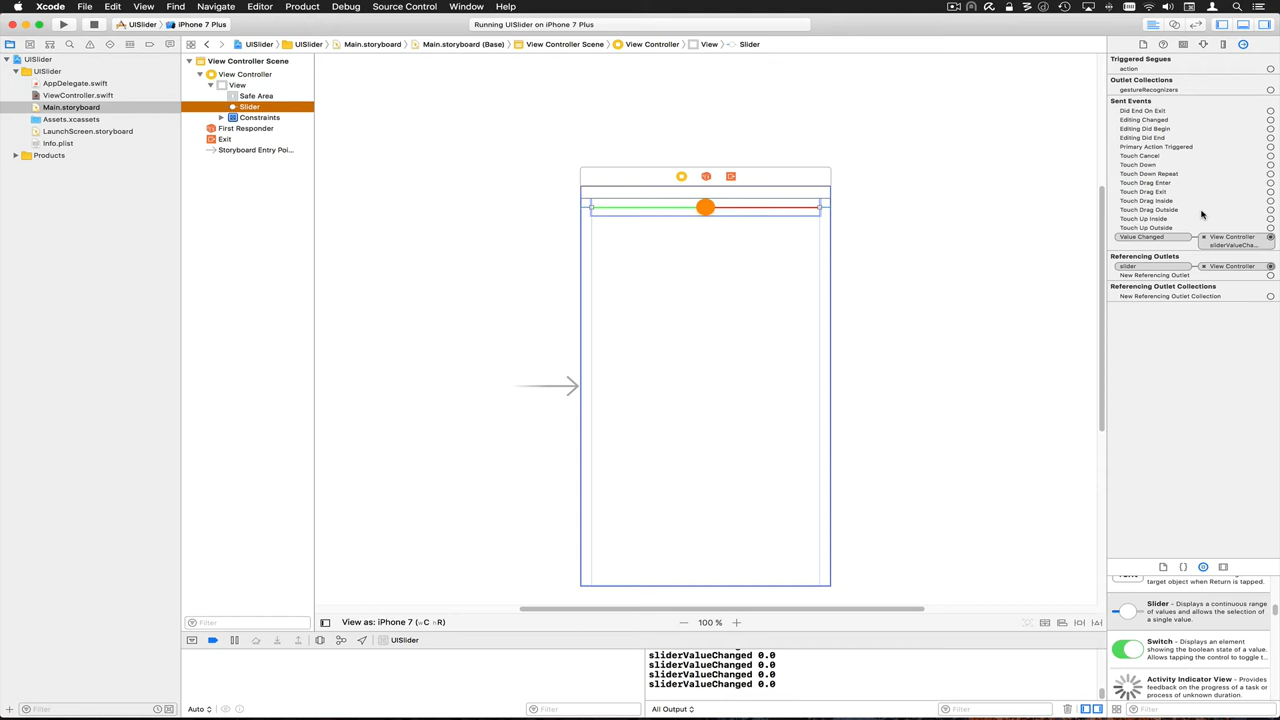 Xcode File Edit View Find Navigate Editor Product Debug Source Control Window Help
UISlider iPhone 7 Plus Running UISlider on iPhone 7 Plus
UISlider UISlider Main.storyboard Main.storyboard (Base) View Controller Scene View Controller View Slider
UISlider
UISlider
AppDelegate.swift
ViewController.swift
Main.storyboard
Assets.xcassets
LaunchScreen.storyboard
Info.plist
Products
View Controller Scene
View Controller
View
Safe Area
Slider
Constraints
First Responder
Exit
Storyboard Entry Poi...
Triggered Segues
action
Outlet Collections
gestureRecognizers
Sent Events
Did End On Exit
Editing Changed
Editing Did Begin
Editing Did End
Primary Action Triggered
Touch Cancel
Touch Down
Touch Down Repeat
Touch Drag Enter
Touch Drag Exit
Touch Drag Inside
Touch Drag Outside
Touch Up Inside
Touch Up Outside
Value Changed View Controller
sliderValueCha...
Referencing Outlets
slider View Controller
New Referencing Outlet
Referencing Outlet Collections
New Referencing Outlet Collection
target object when Return is tapped.
Slider - Displays a continuous range
of values and allows the selection of
a single value.
Switch - Displays an element
showing the boolean state of a value.
Allows tapping the control to toggle t...
Activity Indicator View - Provides
feedback on the progress of a task or
process of unknown duration.
Filter
View as: iPhone 7 (wC hR)
100 %
UISlider
sliderValueChanged 0.0
sliderValueChanged 0.0
sliderValueChanged 0.0
sliderValueChanged 0.0
Filter
Auto
Filter
All Output
Filter
Filter